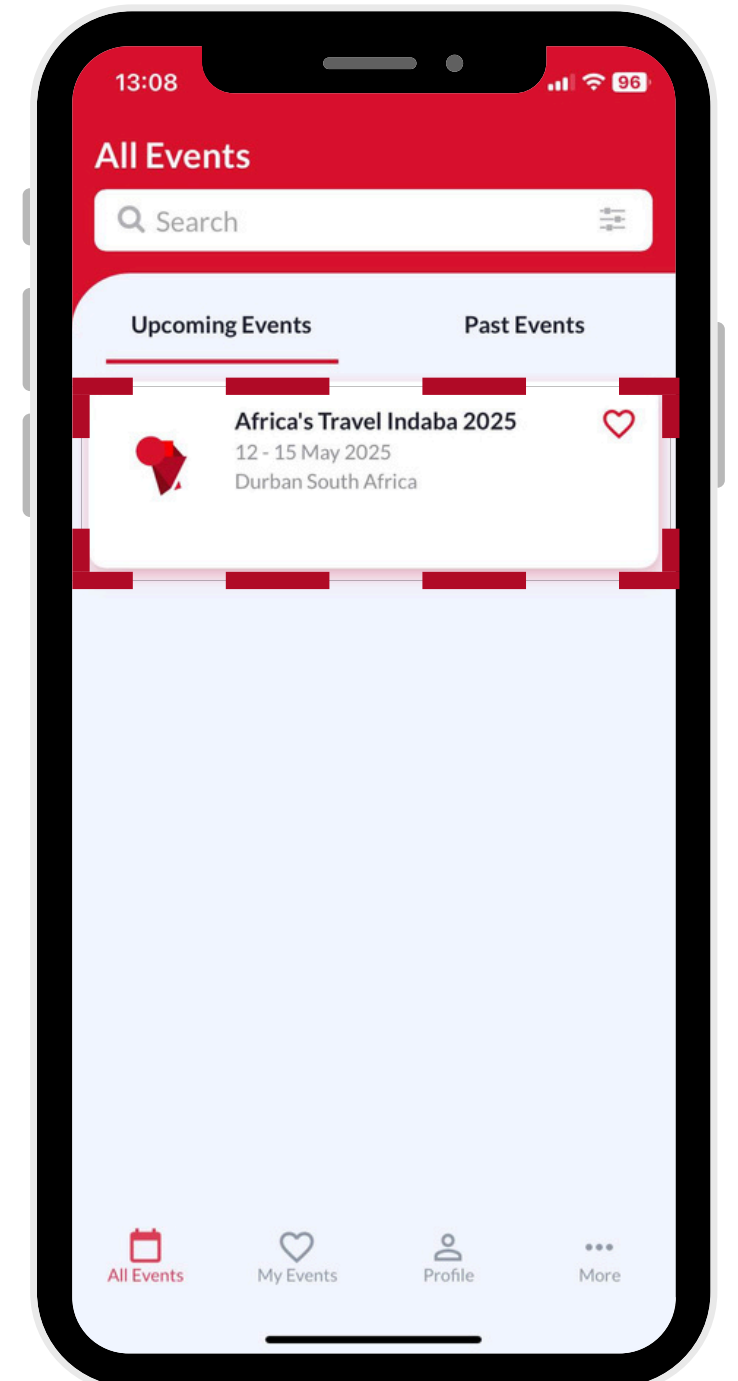 13:08
96
All Events
Search
Upcoming Events
Past Events
Africa's Travel Indaba 2025
12 - 15 May 2025
Durban South Africa
All Events
My Events
Profile
More